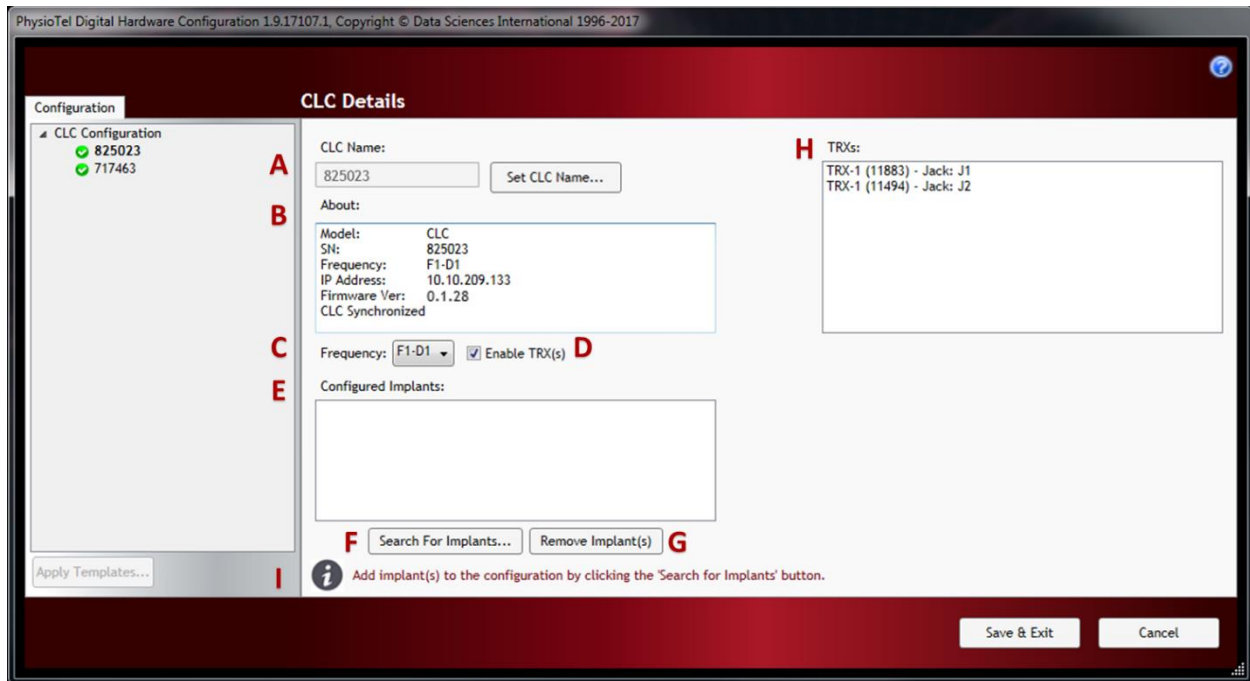 PhysioTel Digital Hardware Configuration 1.9.17107.1, Copyright © Data Sciences International 1996-2017
Configuration
CLC Configuration
825023
717463
Apply Templates...
CLC Details
A
CLC Name:
825023
Set CLC Name...
B
About:
Model: CLC
SN: 825023
Frequency: F1-D1
IP Address: 10.10.209.133
Firmware Ver: 0.1.28
CLC Synchronized
C
Frequency: F1-D1
Enable TRX(s)
D
E
Configured Implants:
F
Search For Implants...
Remove Implant(s)
G
I
i
Add implant(s) to the configuration by clicking the 'Search for Implants' button.
H
TRXs:
TRX-1 (11883) - Jack: J1
TRX-1 (11494) - Jack: J2
?
Save & Exit
Cancel